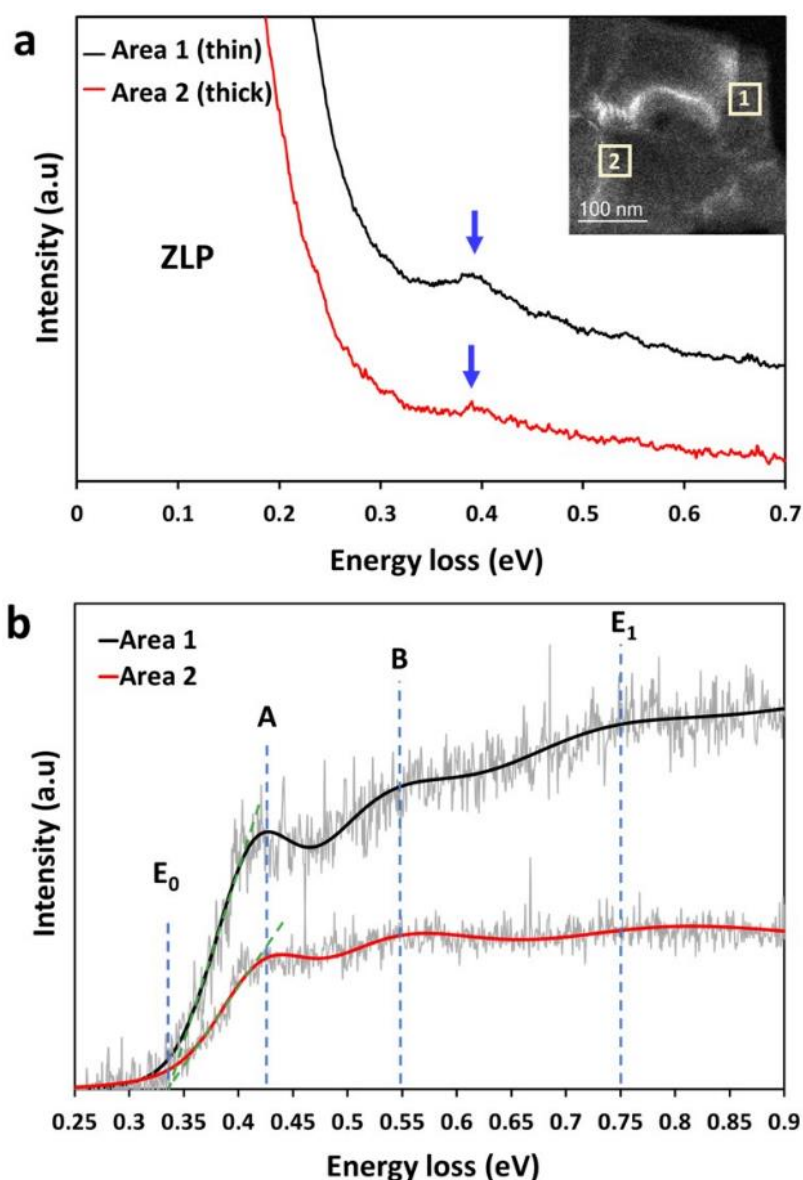 a
Area 1 (thin)
Area 2 (thick)
1
2
100 nm
ZLP
Intensity (a.u)
0 0.1 0.2 0.3 0.4 0.5 0.6 0.7
Energy loss (eV)
b
Area 1
Area 2
E₀
A
B
E₁
Intensity (a.u)
0.25 0.3 0.35 0.4 0.45 0.5 0.55 0.6 0.65 0.7 0.75 0.8 0.85 0.9
Energy loss (eV)